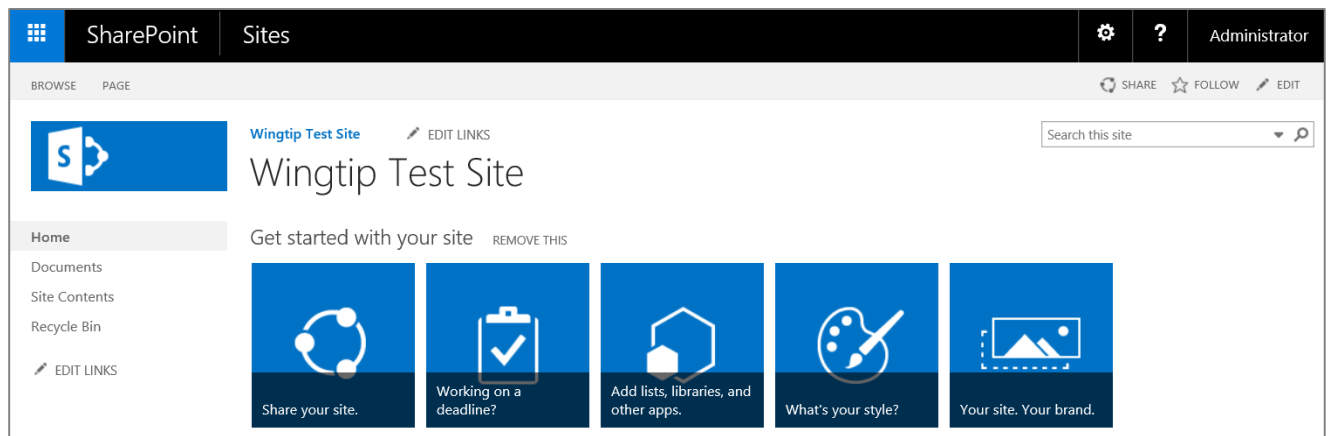 SharePoint Sites ? Administrator
BROWSE PAGE SHARE FOLLOW EDIT
S
Wingtip Test Site EDIT LINKS
Search this site
Wingtip Test Site
Home
Documents
Site Contents
Recycle Bin
EDIT LINKS
Get started with your site REMOVE THIS
Share your site.
Working on a
deadline?
Add lists, libraries, and
other apps.
What's your style?
Your site. Your brand.